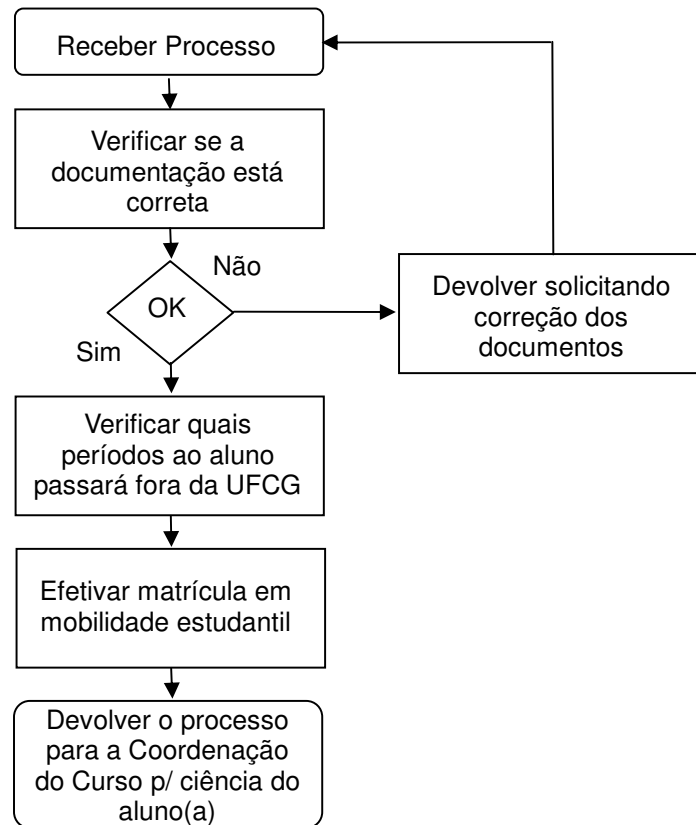 Receber Processo
Verificar se a
documentação está
correta
Não
OK
Devolver solicitando
correção dos
documentos
Sim
Verificar quais
períodos ao aluno
passará fora da UFCG
Efetivar matrícula em
mobilidade estudantil
Devolver o processo
para a Coordenação
do Curso p/ ciência do
aluno(a)